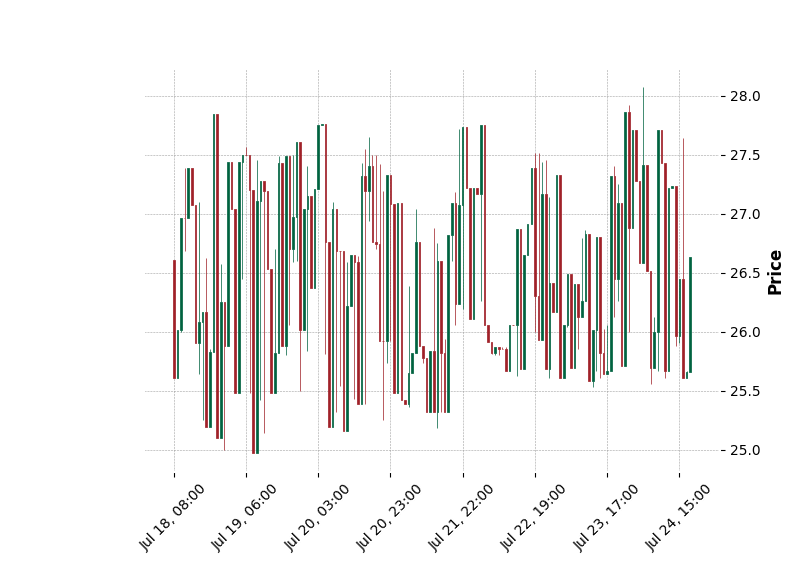 28.0
27.5
27.0
26.5
26.0
25.5
25.0
Price
Jul 18, 08:00
Jul 19, 06:00
Jul 20, 03:00
Jul 20, 23:00
Jul 21, 22:00
Jul 22, 19:00
Jul 23, 17:00
Jul 24, 15:00